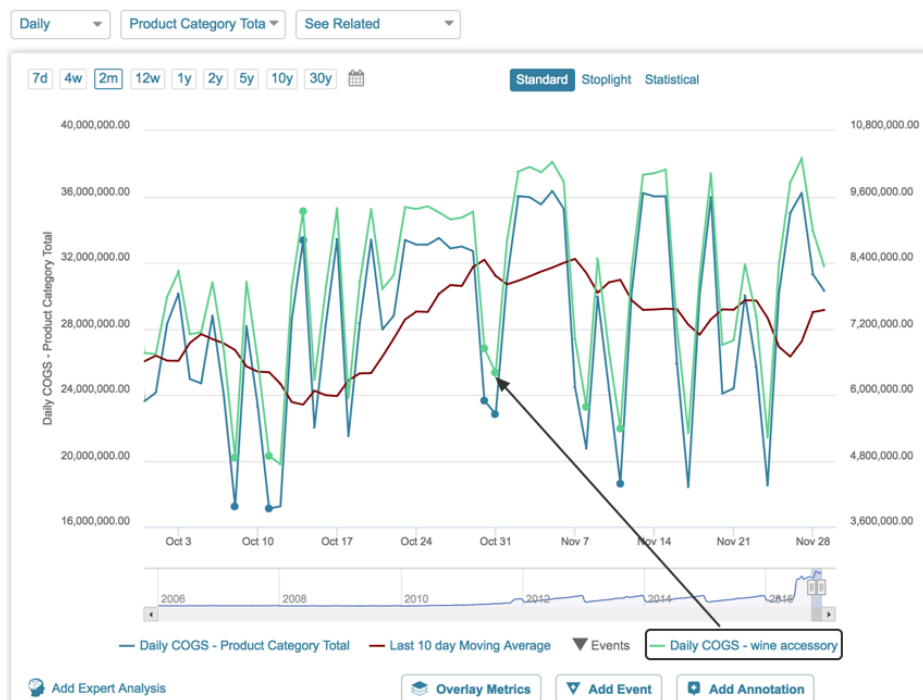 Daily
Product Category Tota
See Related
7d 4w 2m 12w 1y 2y 5y 10y 30y
Standard Stoplight Statistical
40,000,000.00 10,800,000.00
36,000,000.00 9,600,000.00
32,000,000.00 8,400,000.00
28,000,000.00 7,200,000.00
24,000,000.00 6,000,000.00
20,000,000.00 4,800,000.00
16,000,000.00 3,600,000.00
Daily COGS - Product Category Total
Oct 3 Oct 10 Oct 17 Oct 24 Oct 31 Nov 7 Nov 14 Nov 21 Nov 28
2006 2008 2010 2012 2014 2016
Daily COGS - Product Category Total Last 10 day Moving Average Events Daily COGS - wine accessory
Add Expert Analysis Overlay Metrics Add Event Add Annotation